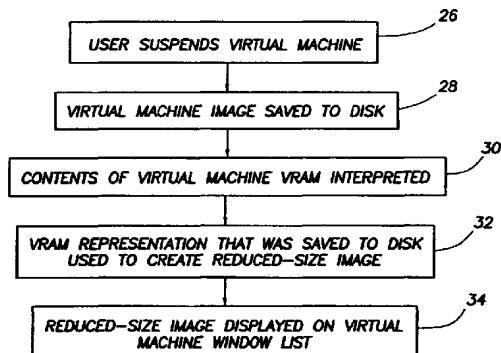 26
USER SUSPENDS VIRTUAL MACHINE
28
VIRTUAL MACHINE IMAGE SAVED TO DISK
30
CONTENTS OF VIRTUAL MACHINE VRAM INTERPRETED
32
VRAM REPRESENTATION THAT WAS SAVED TO DISK
USED TO CREATE REDUCED-SIZE IMAGE
34
REDUCED-SIZE IMAGE DISPLAYED ON VIRTUAL
MACHINE WINDOW LIST